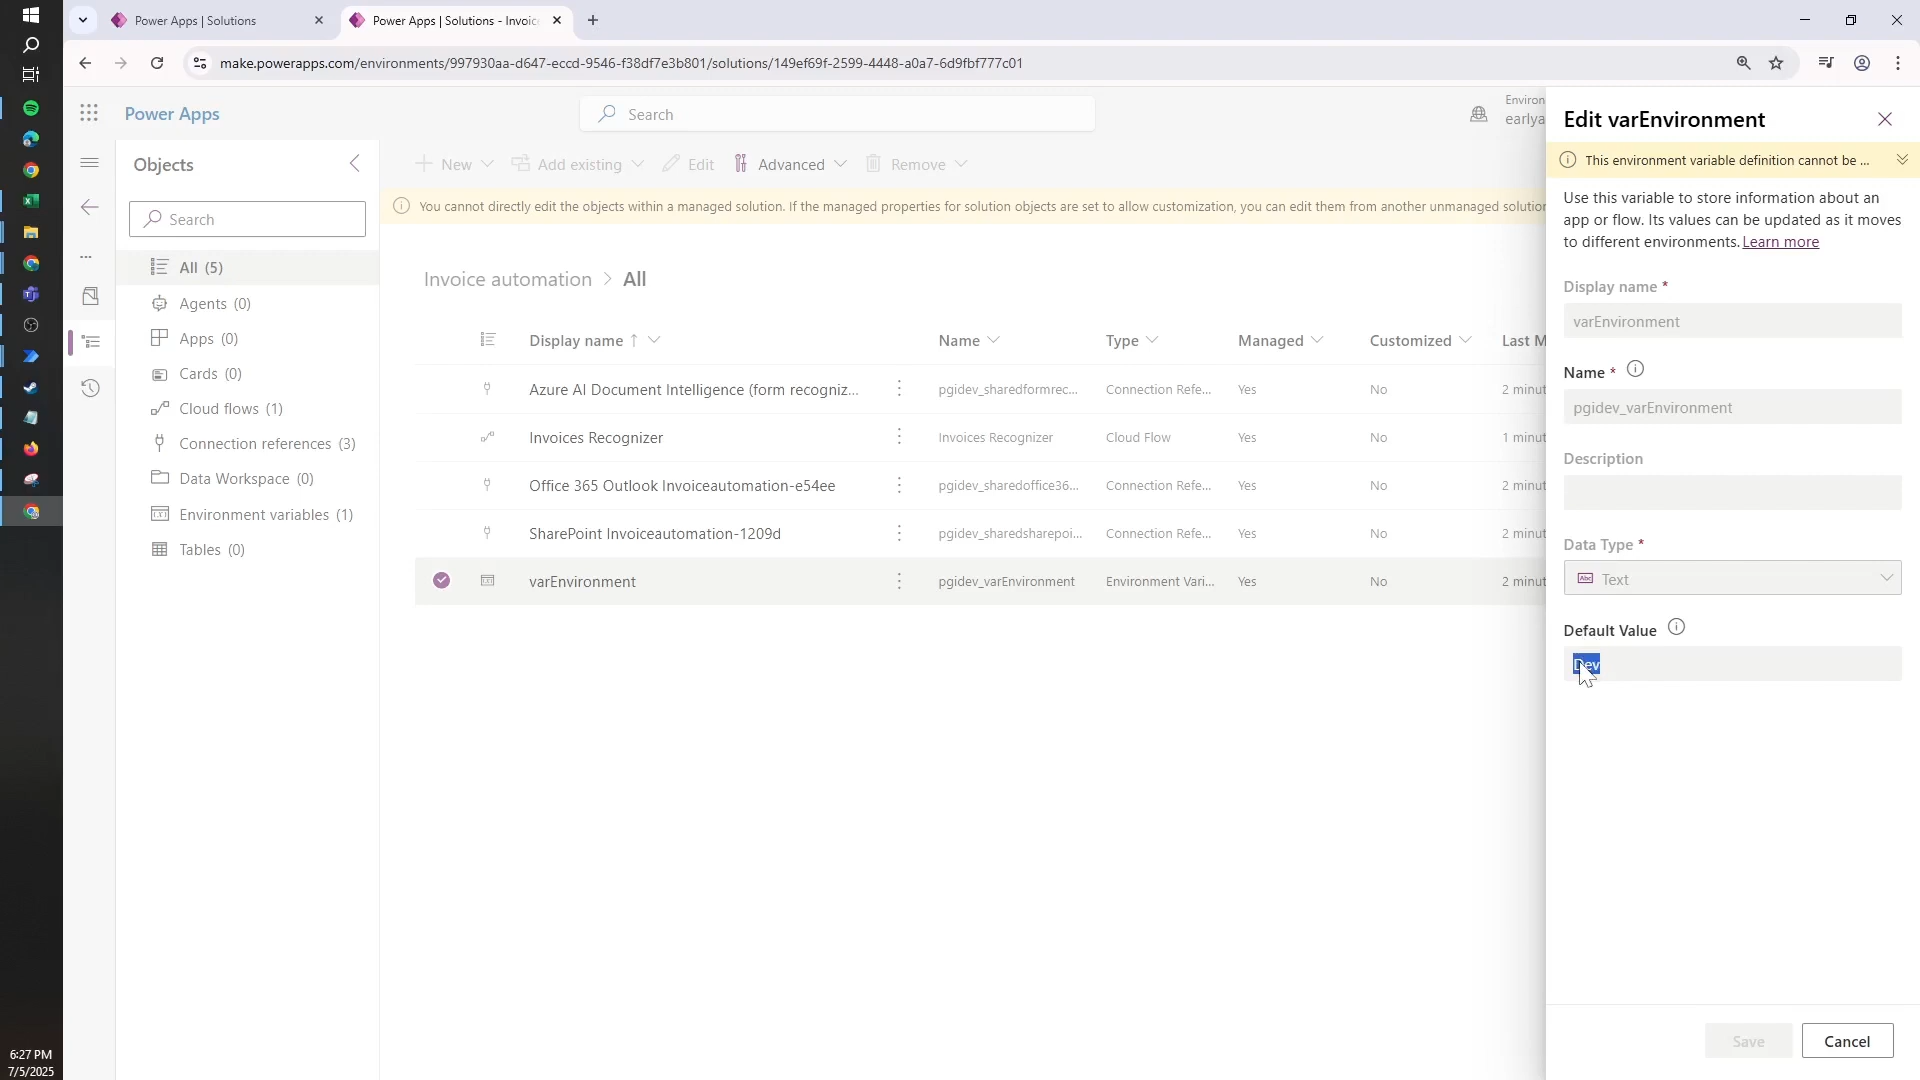 Power Apps | Solutions
Power Apps | Solutions - Invoic
make.powerapps.com/environments/997930aa-d647-eccd-9546-f38df7e3b801/solutions/149ef69f-2599-4448-a0a7-6d9fbf777c01
Power Apps
Search
Environ
earlya
Objects
Search
All (5)
Agents (0)
Apps (0)
Cards (0)
Cloud flows (1)
Connection references (3)
Data Workspace (0)
Environment variables (1)
Tables (0)
New
Add existing
Edit
Advanced
Remove
You cannot directly edit the objects within a managed solution. If the managed properties for solution objects are set to allow customization, you can edit them from another unmanaged solution
Invoice automation > All
Display name ↑ Name Type Managed Customized Last M
Azure AI Document Intelligence (form recogniz... pgidev_sharedformrec... Connection Refe... Yes No 2 minut
Invoices Recognizer Invoices Recognizer Cloud Flow Yes No 1 minut
Office 365 Outlook Invoiceautomation-e54ee pgidev_sharedoffice36... Connection Refe... Yes No 2 minut
SharePoint Invoiceautomation-1209d pgidev_sharedsharepoi... Connection Refe... Yes No 2 minut
varEnvironment pgidev_varEnvironment Environment Vari... Yes No 2 minut
Edit varEnvironment
This environment variable definition cannot be ...
Use this variable to store information about an
app or flow. Its values can be updated as it moves
to different environments. Learn more
Display name *
varEnvironment
Name *
pgidev_varEnvironment
Description
Data Type *
Abc Text
Default Value
Dev
Save
Cancel
6:27 PM
7/5/2025